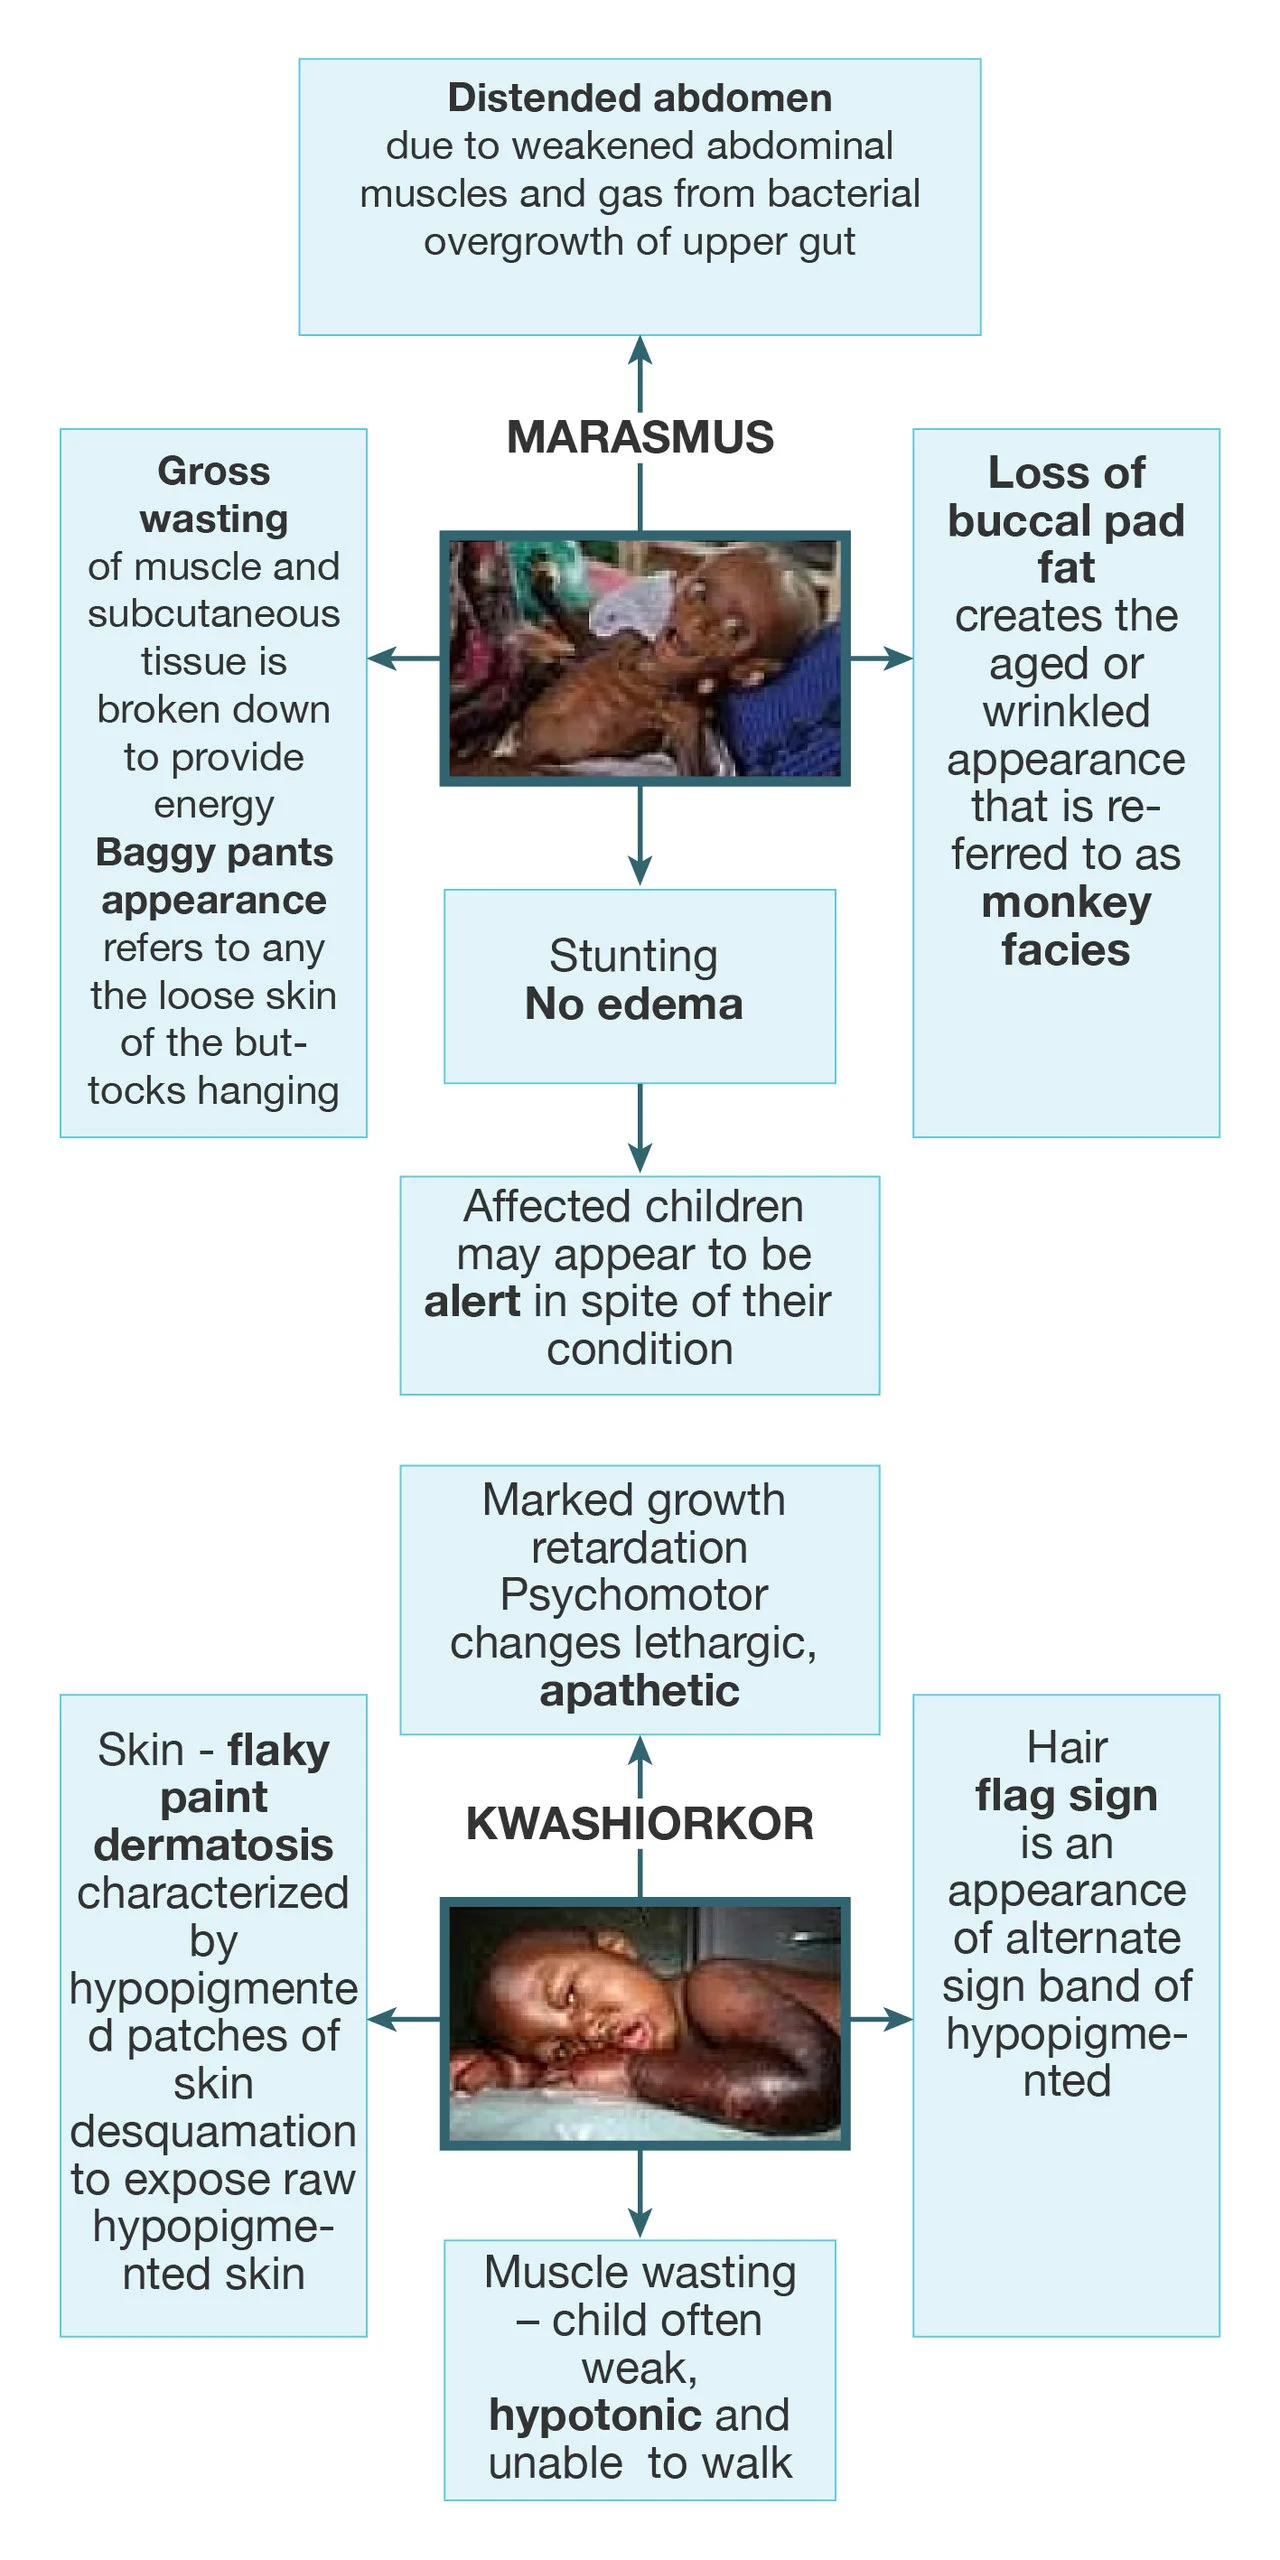 Distended abdomen
due to weakened abdominal
muscles and gas from bacterial
overgrowth of upper gut
MARASMUS
Gross
wasting
of muscle and
subcutaneous
tissue is
broken down
to provide
energy
Baggy pants
appearance
refers to any
the loose skin
of the but-
tocks hanging
Loss of
buccal pad
fat
creates the
aged or
wrinkled
appearance
that is re-
ferred to as
monkey
facies
Stunting
No edema
Affected children
may appear to be
alert in spite of their
condition
Marked growth
retardation
Psychomotor
changes lethargic,
apathetic
KWASHIORKOR
Skin - flaky
paint
dermatosis
characterized
by
hypopigmente
d patches of
skin
desquamation
to expose raw
hypopigme-
nted skin
Hair
flag sign
is an
appearance
of alternate
sign band of
hypopigme-
nted
Muscle wasting
– child often
weak,
hypotonic and
unable to walk